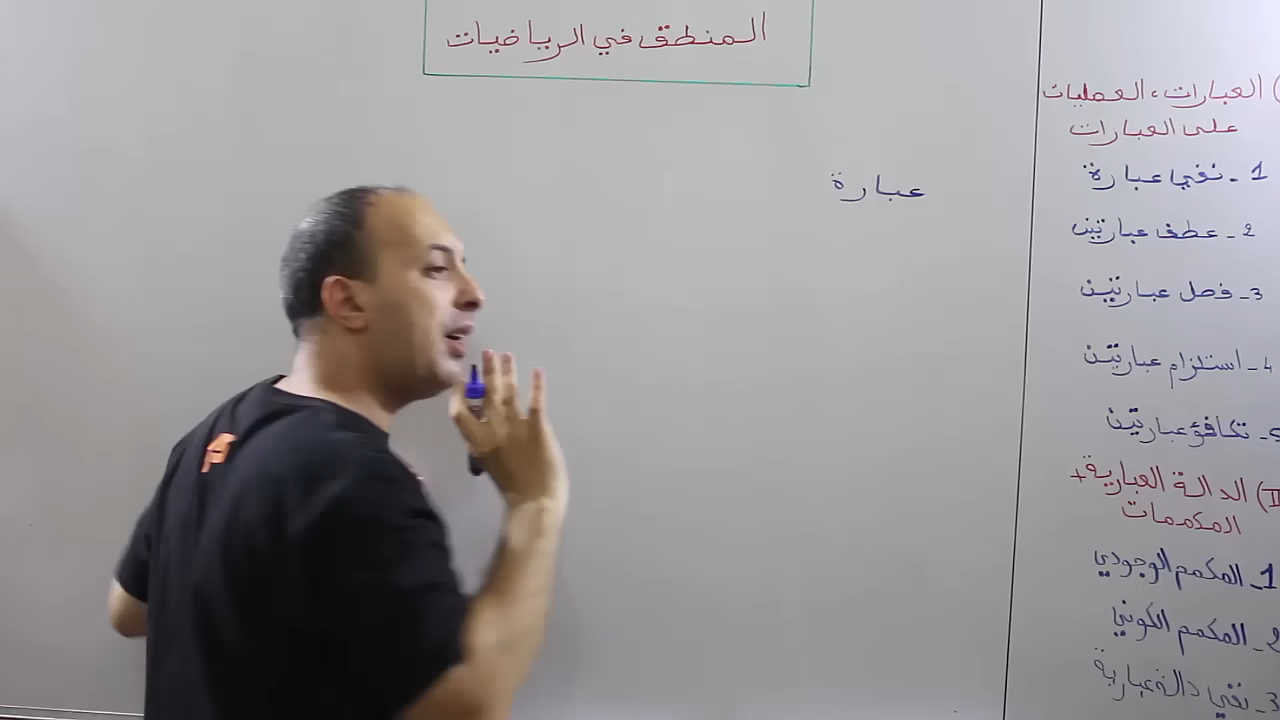 المنطق في الرياضيات
عبارة
) العبارات، العمليات
على العبارات
1 - نفي عبارة
2 - عطف عبارتين
3 - فصل عبارتين
4 - استلزام عبارتين
5 - تكافؤ عبارتين
II) الدالة العبارية +
المكممات
1 - المكمم الوجودي
2 - المكمم الكوني
3 - نفي دالة عبارية